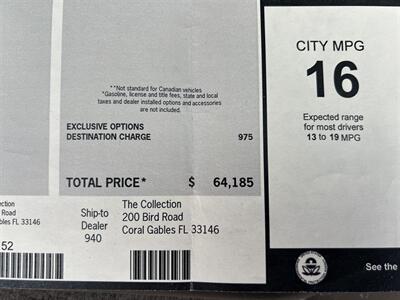 **Not standard for Canadian vehicles
*Gasoline, license and title fees, state and local
taxes and dealer installed options and accessories
are not included.
EXCLUSIVE OPTIONS
DESTINATION CHARGE 975
TOTAL PRICE* $ 64,185
CITY MPG
16
Expected range
for most drivers
13 to 19 MPG
See the
ection
Road
bles FL 33146
52
Ship-to
Dealer
940
The Collection
200 Bird Road
Coral Gables FL 33146